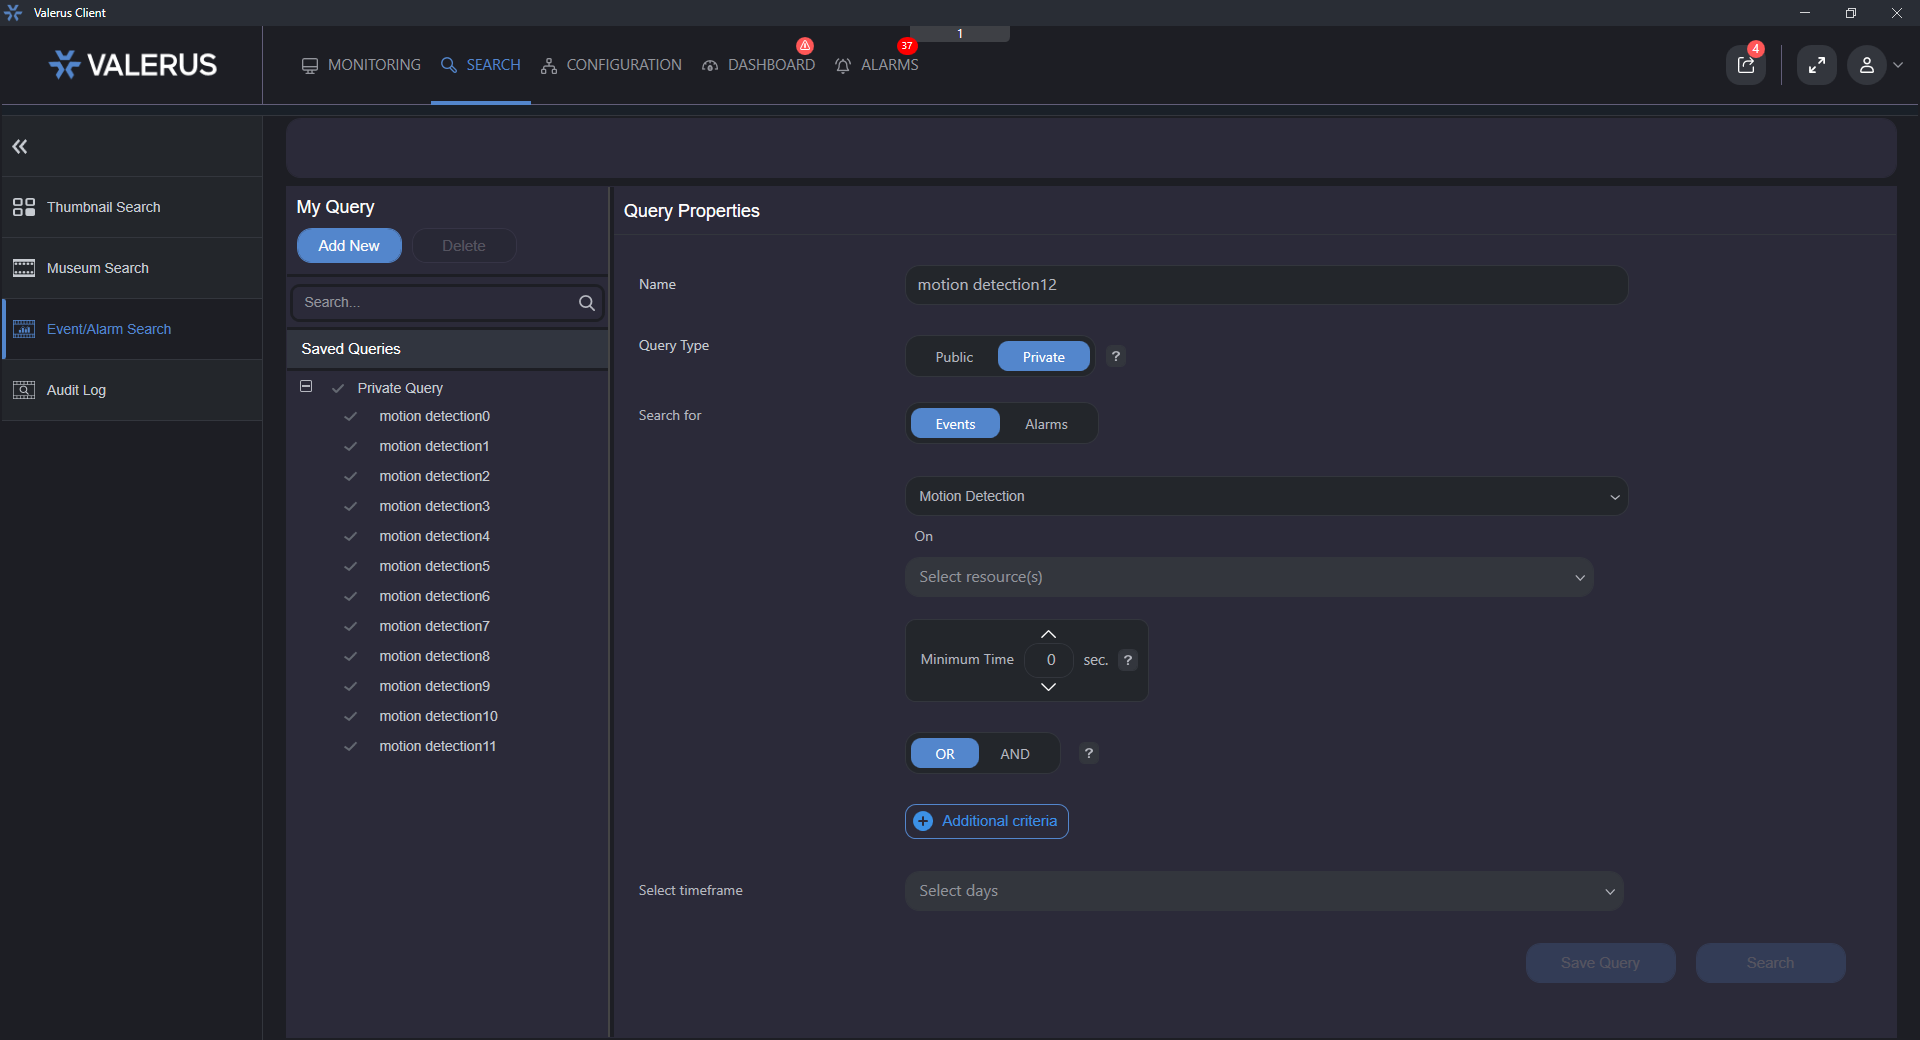 Valerus Client
1
VALERUS
MONITORING
SEARCH
CONFIGURATION
DASHBOARD
37
ALARMS
4
Thumbnail Search
Museum Search
Event/Alarm Search
Audit Log
My Query
Add New
Delete
Search...
Saved Queries
Private Query
motion detection0
motion detection1
motion detection2
motion detection3
motion detection4
motion detection5
motion detection6
motion detection7
motion detection8
motion detection9
motion detection10
motion detection11
Query Properties
Name
motion detection12
Query Type
Public
Private
?
Search for
Events
Alarms
Motion Detection
On
Select resource(s)
Minimum Time
0
sec.
?
OR
AND
?
Additional criteria
Select timeframe
Select days
Save Query
Search